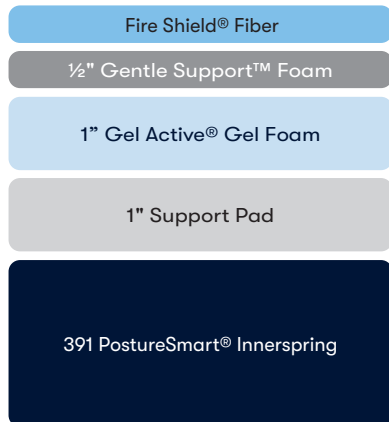 Fire Shield® Fiber
½" Gentle Support™ Foam
1” Gel Active® Gel Foam
1" Support Pad
391 PostureSmart® Innerspring